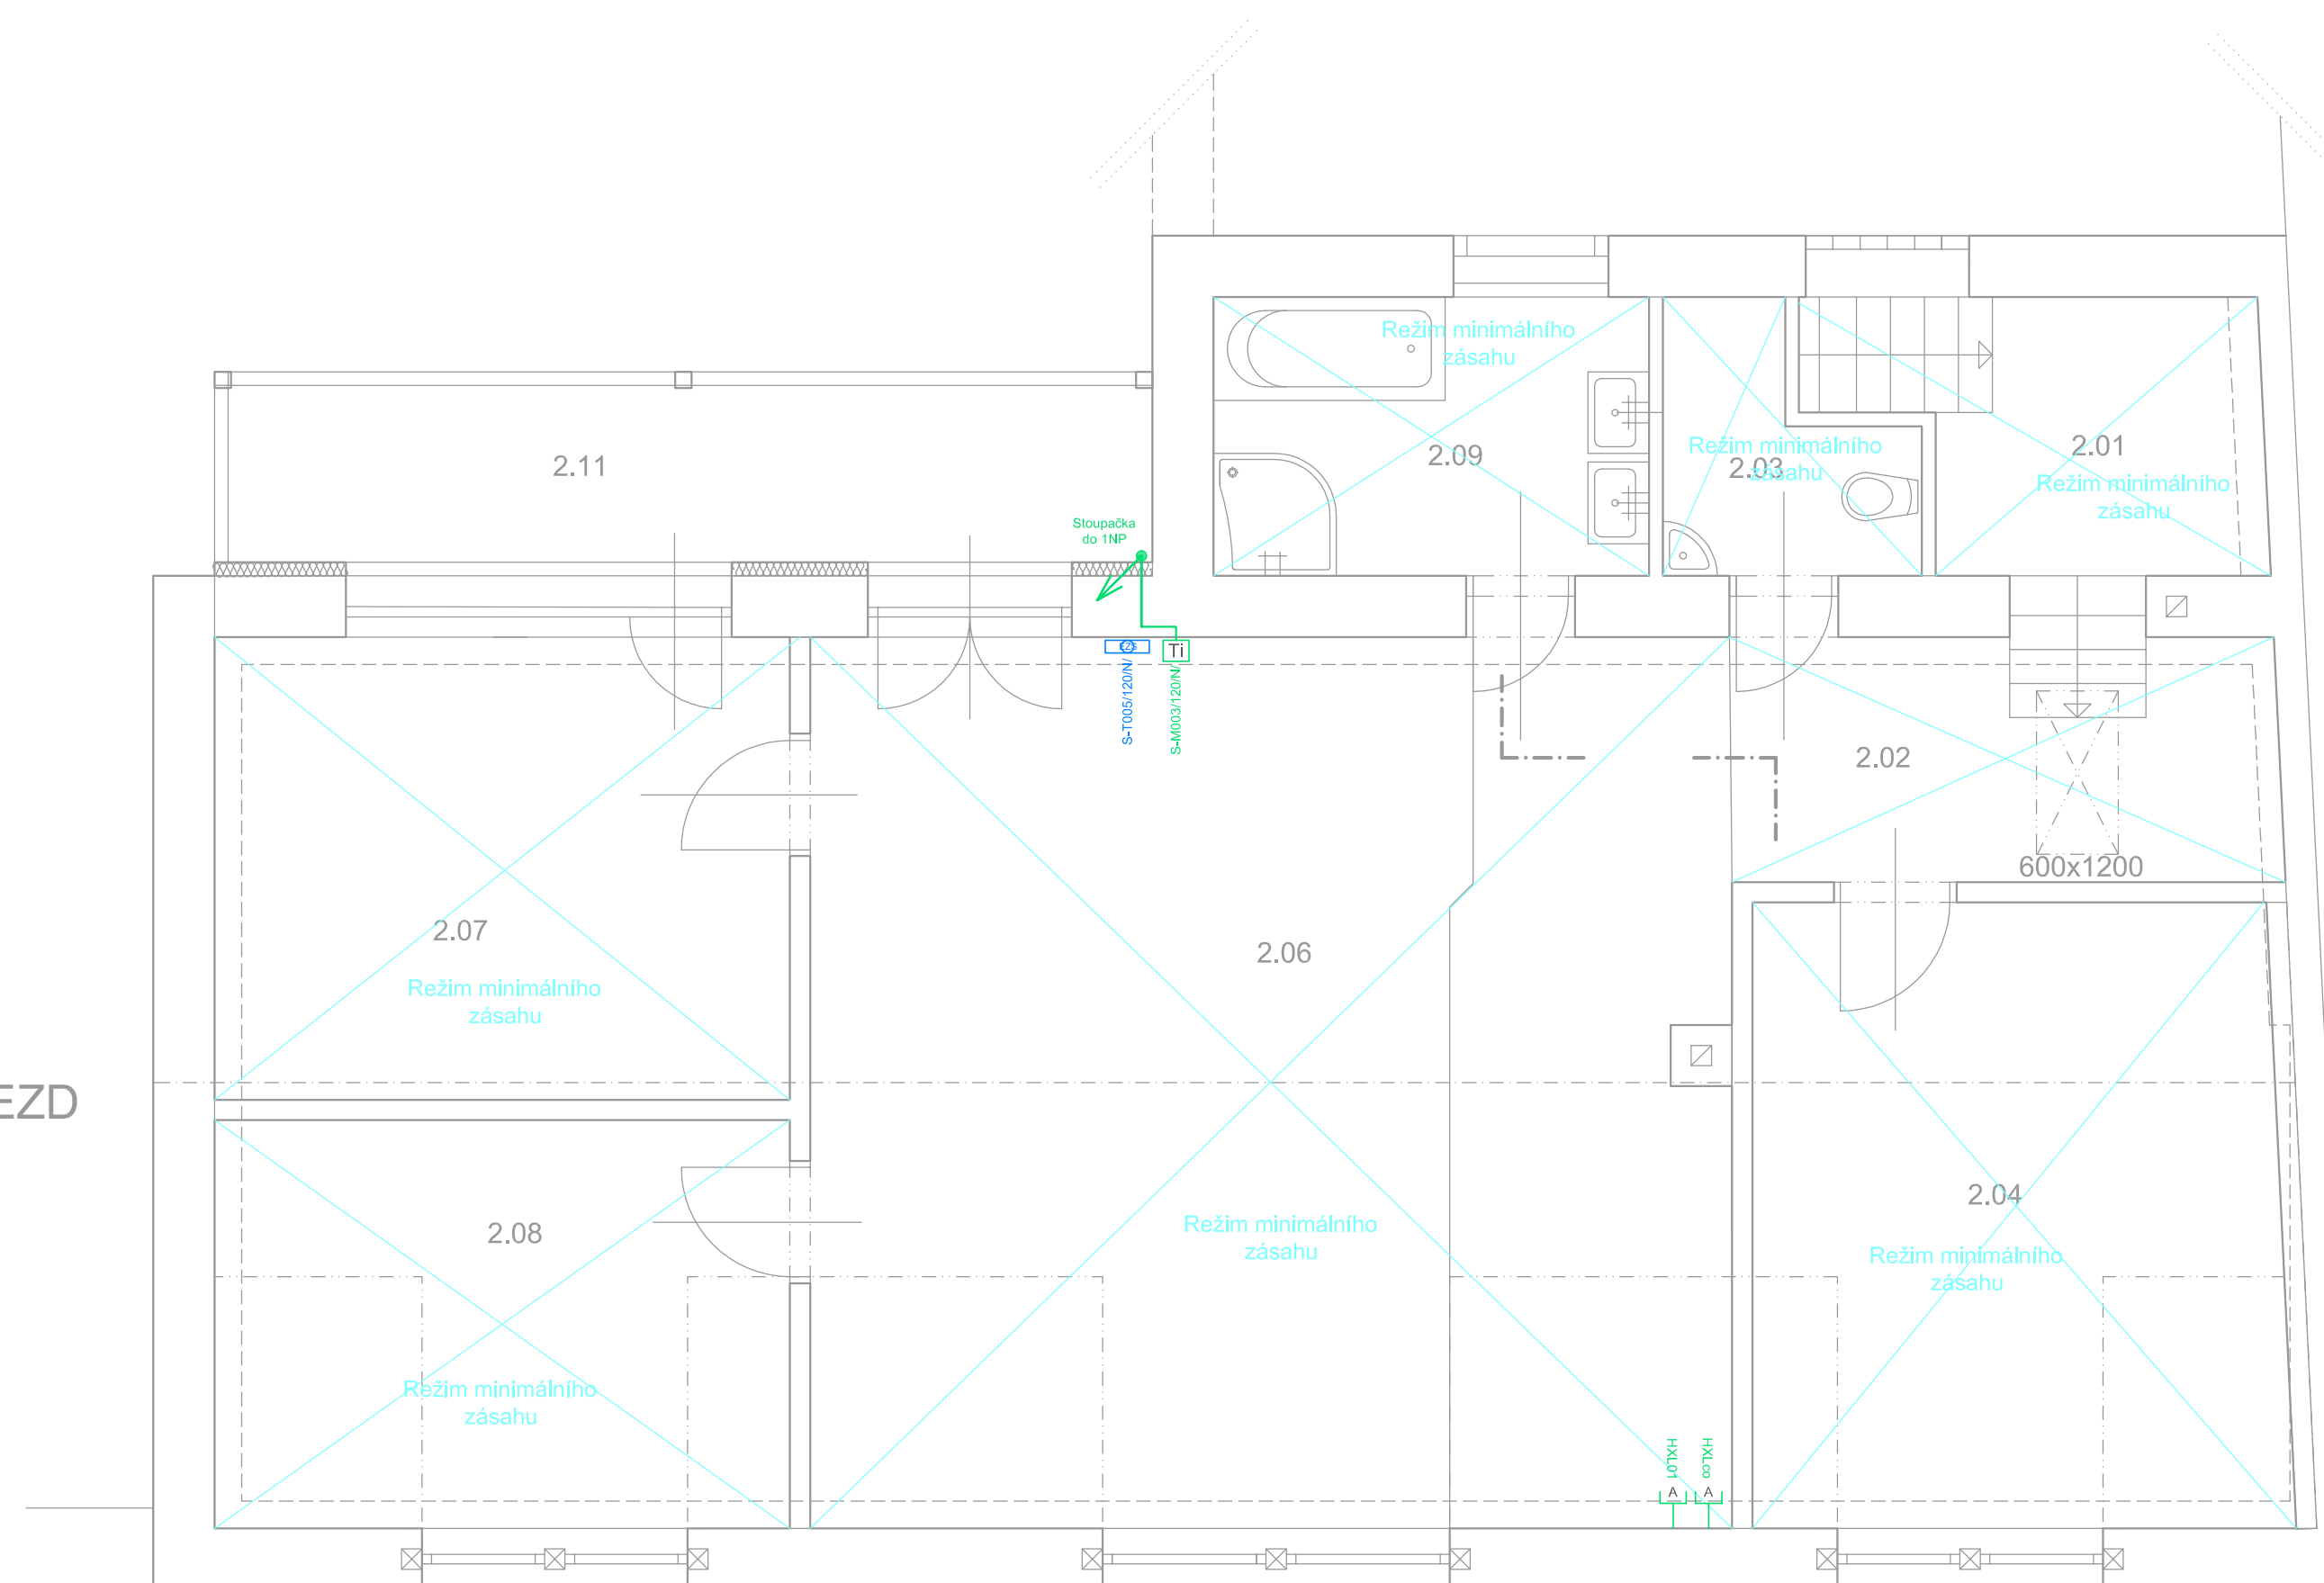 Režim minimálního
zásahu
2.09
2.11
2.01
Režim minimálního
zásahu
2.03
Režim minimálního
zásahu
Stoupačka
do 1NP
EZS
Ti
S-T005/120/N/
S-M003/120/N/
2.02
600x1200
2.07
2.06
Režim minimálního
zásahu
EZD
2.04
2.08
Režim minimálního
zásahu
Režim minimálního
zásahu
Režim minimálního
zásahu
HXL01
HXLco
A
A